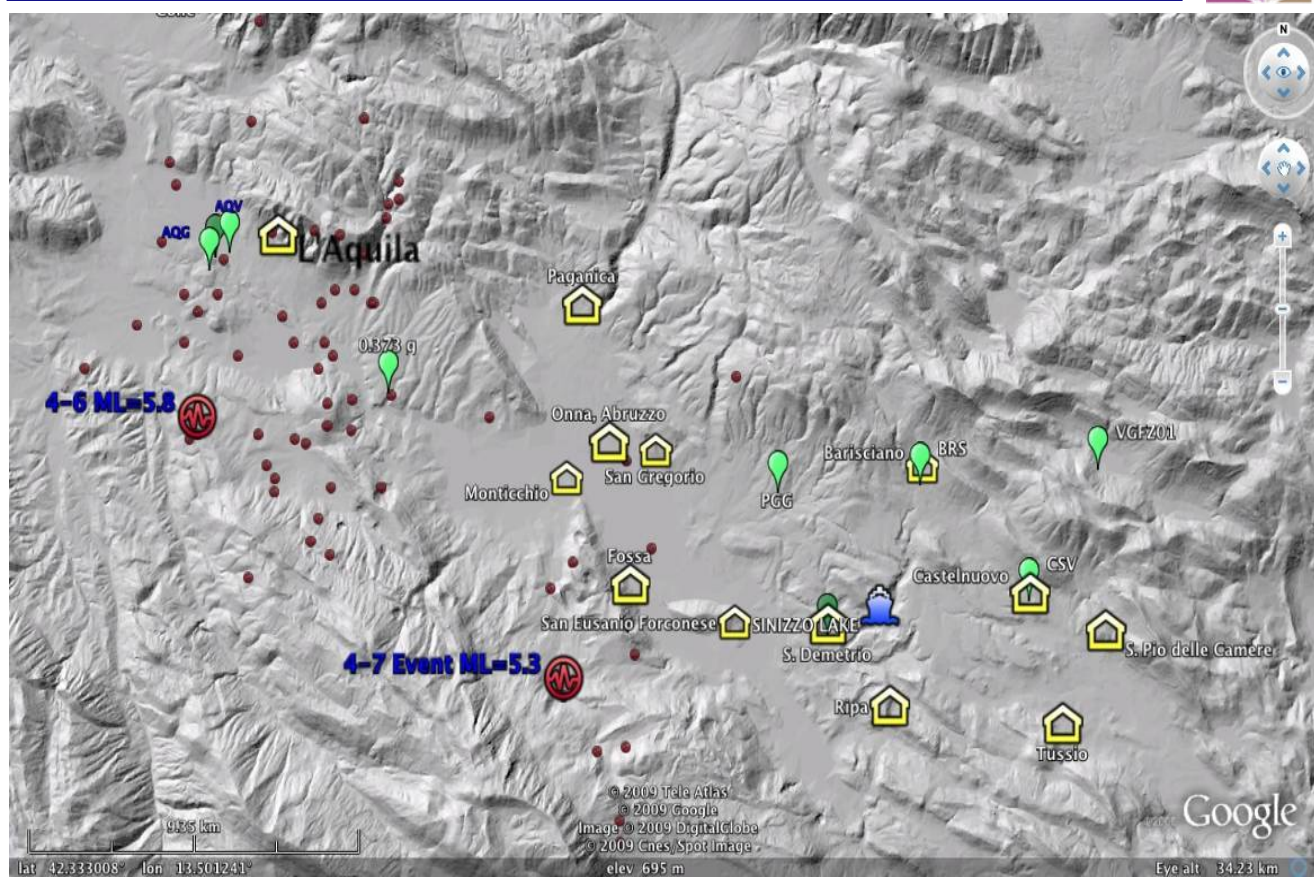 N
AQV
AQG
L'Aquila
Paganica
0.373 g
4-6 ML=5.8
Onna, Abruzzo
San Gregorio
Monticchio
PGG
Barisciano
BRS
VGFZ01
Fossa
Castelnuovo
CSV
San Eusanio Forconese
SINIZZO LAKE
S. Demetrio
S. Pio delle Camere
4-7 Event ML=5.3
Ripa
Tussio
© 2009 Tele Atlas
© 2009 Google
Image © 2009 DigitalGlobe
© 2009 Cnes, Spot Image
Google
9.35 km
lat 42.333008° lon 13.501241° elev 695 m Eye alt 34.23 km